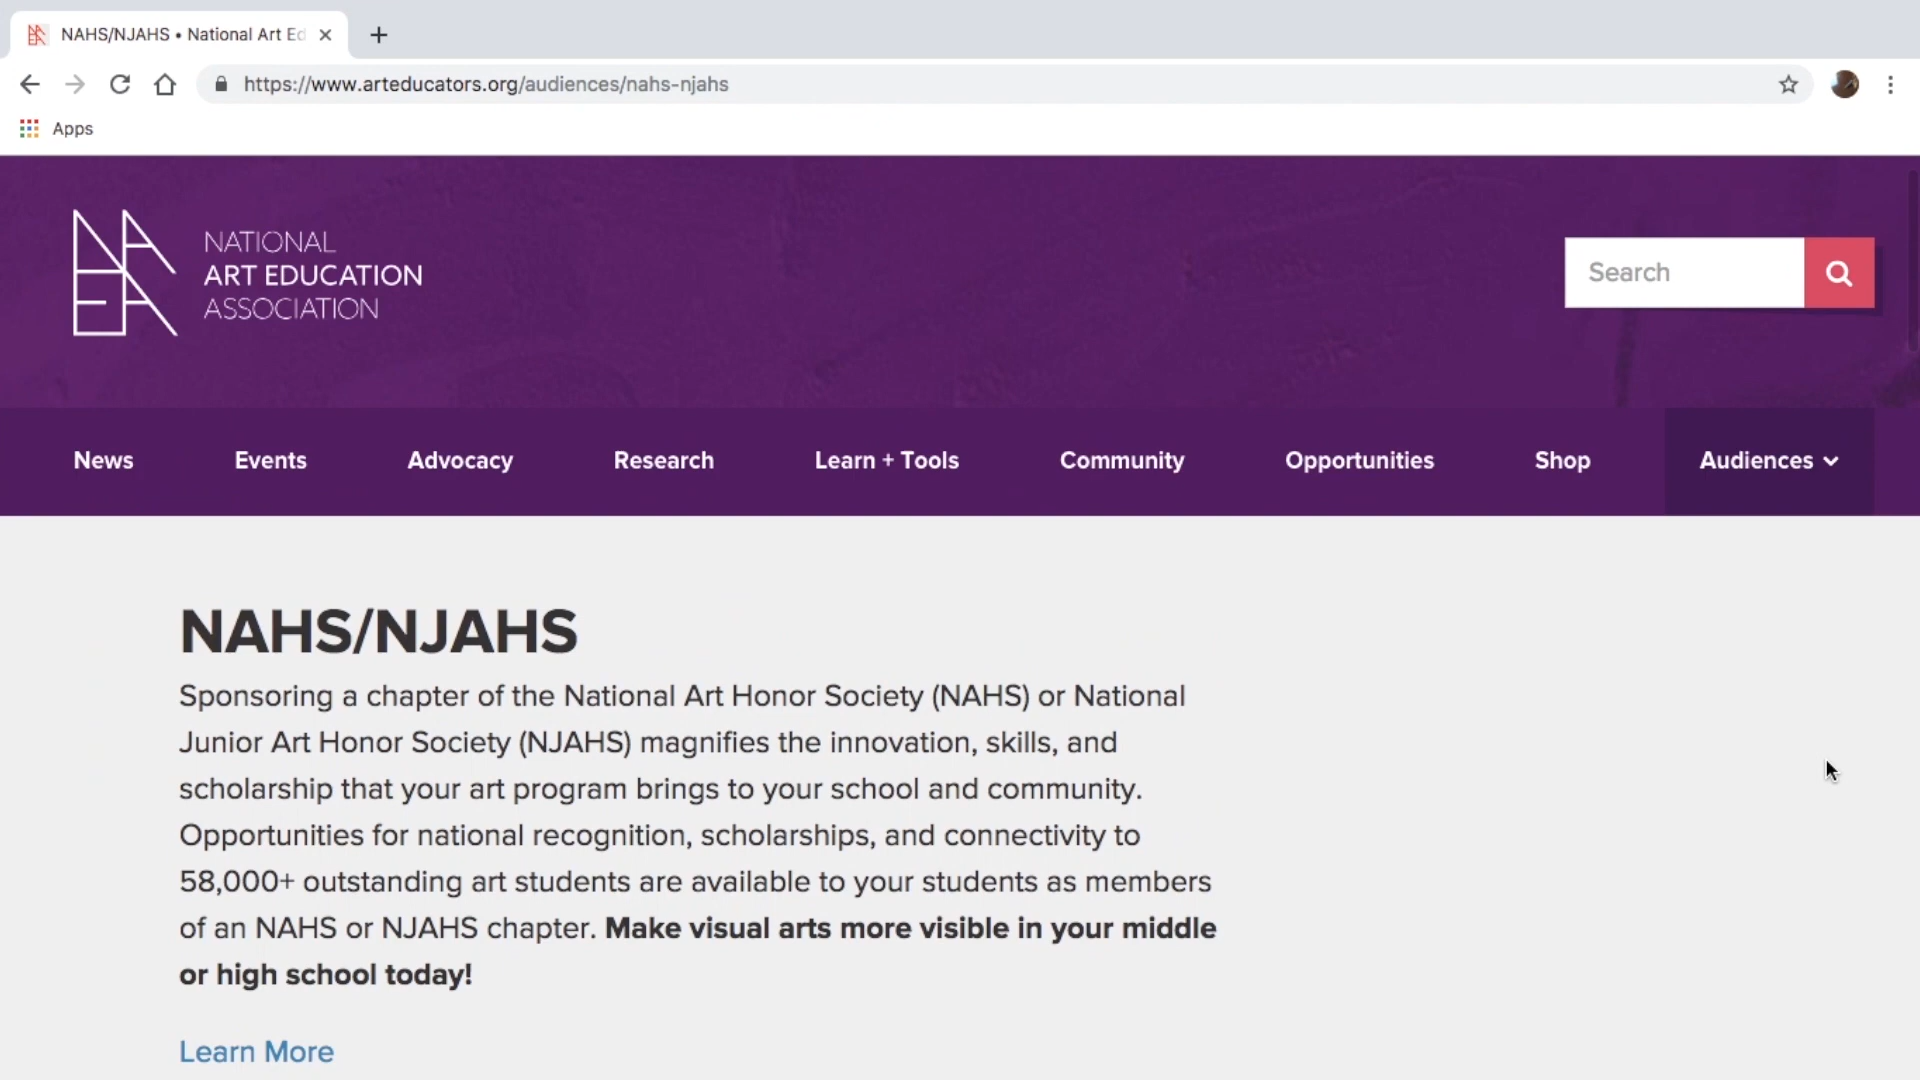 NAHS/NJAHS • National Art Ed
https://www.arteducators.org/audiences/nahs-njahs
Apps
NATIONAL
ART EDUCATION
ASSOCIATION
Search
News Events Advocacy Research Learn + Tools Community Opportunities Shop Audiences
NAHS/NJAHS
Sponsoring a chapter of the National Art Honor Society (NAHS) or National
Junior Art Honor Society (NJAHS) magnifies the innovation, skills, and
scholarship that your art program brings to your school and community.
Opportunities for national recognition, scholarships, and connectivity to
58,000+ outstanding art students are available to your students as members
of an NAHS or NJAHS chapter. Make visual arts more visible in your middle
or high school today!
Learn More